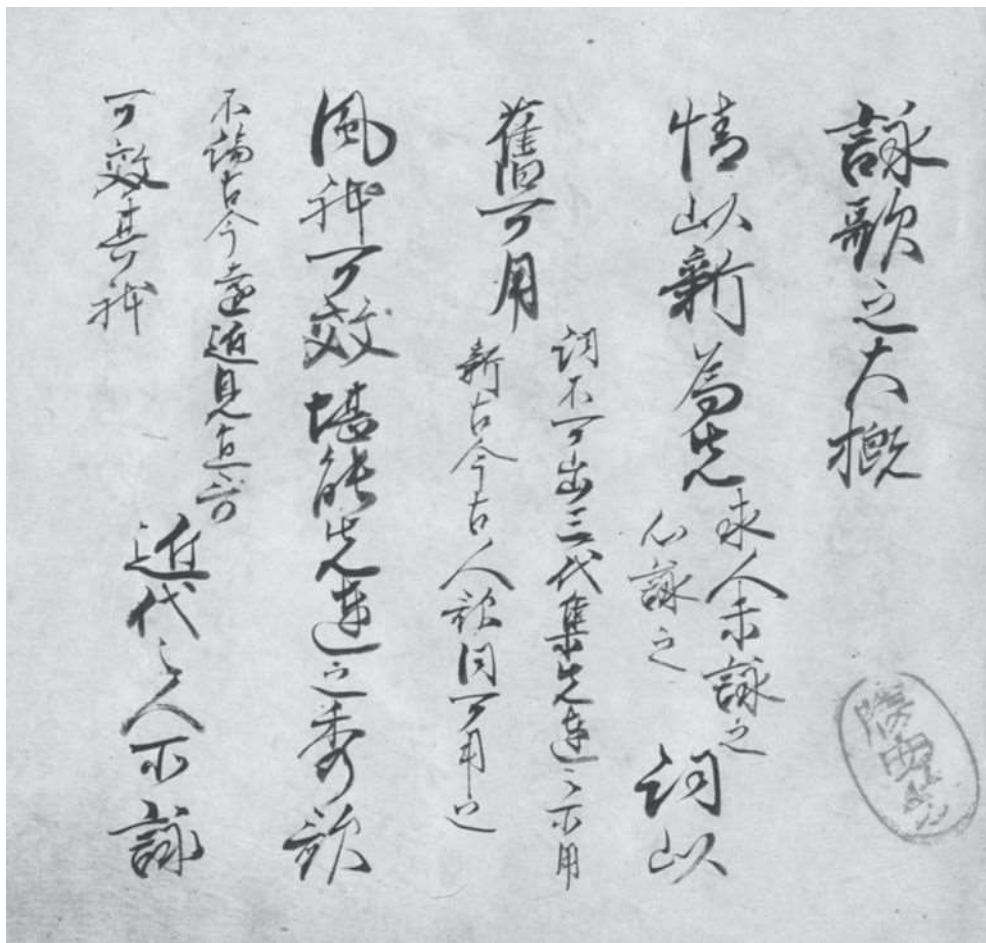 詠歌之大概
情以新為先
求人未詠之
心詠之
詞以
舊可用
詞不可出三代集先達之所用
新古今古人歌同可用之
風躰可效堪能先達之秀歌
不論古今遠近見宜哥
可效其躰
近代之人所詠